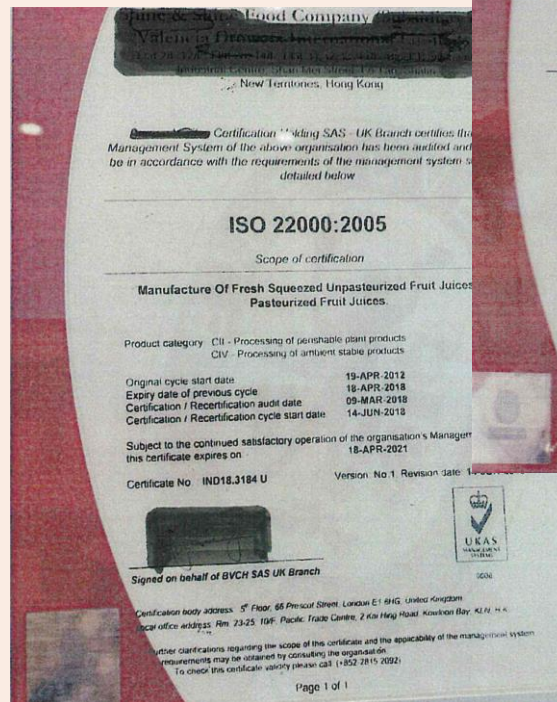 Shine & Shine Food Company
Valencia
New Territories, Hong Kong
Certification Holding SAS - UK Branch certifies tha
Management System of the above organisation has been audited and
be in accordance with the requirements of the management system s
detailed below
ISO 22000:2005
Scope of certification
Manufacture Of Fresh Squeezed Unpasteurized Fruit Juices
Pasteurized Fruit Juices.
Product category CII - Processing of perishable plant products
CIV - Processing of ambient stable products
Original cycle start date 19-APR-2012
Expiry date of previous cycle 18-APR-2018
Certification / Recertification audit date 09-MAR-2018
Certification / Recertification cycle start date 14-JUN-2018
Subject to the continued satisfactory operation of the organisation's Managem
this certificate expires on 18-APR-2021
Certificate No. IND18.3184 U Version: No.1, Revision date:
UKAS
MANAGEMENT
SYSTEMS
Signed on behalf of BVCH SAS UK Branch
Certification body address: 5th Floor, 66 Prescot Street, London E1 8HG, United Kingdom
Local office address: Rm. 23-25, 10/F, Pacific Trade Centre, 2 Kai Hing Road, Kowloon Bay, KLN, H.K.
Further clarifications regarding the scope of this certificate and the applicability of the management system
requirements may be obtained by consulting the organisation.
To check this certificate validity please call (+852 2815 2092)
Page 1 of 1